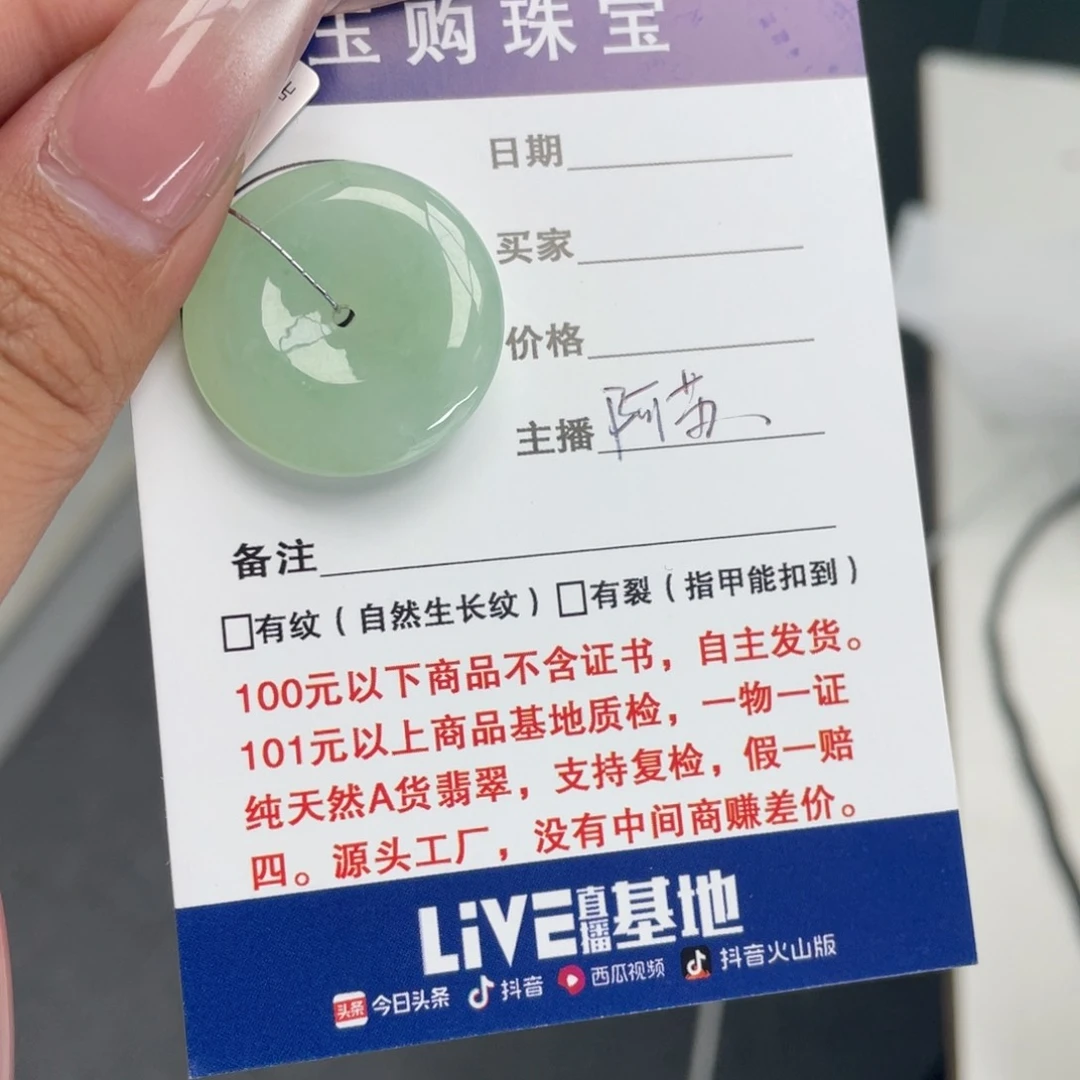 玉购珠宝
日期
买家
价格
主播 阿苗
备注
□有纹（自然生长纹）□有裂（指甲能扣到）
100元以下商品不含证书，自主发货。
101元以上商品基地质检，一物一证
纯天然A货翡翠，支持复检，假一赔
四。源头工厂，没有中间商赚差价。
LiVE直播基地
头条 今日头条 抖音 西瓜视频 抖音火山版